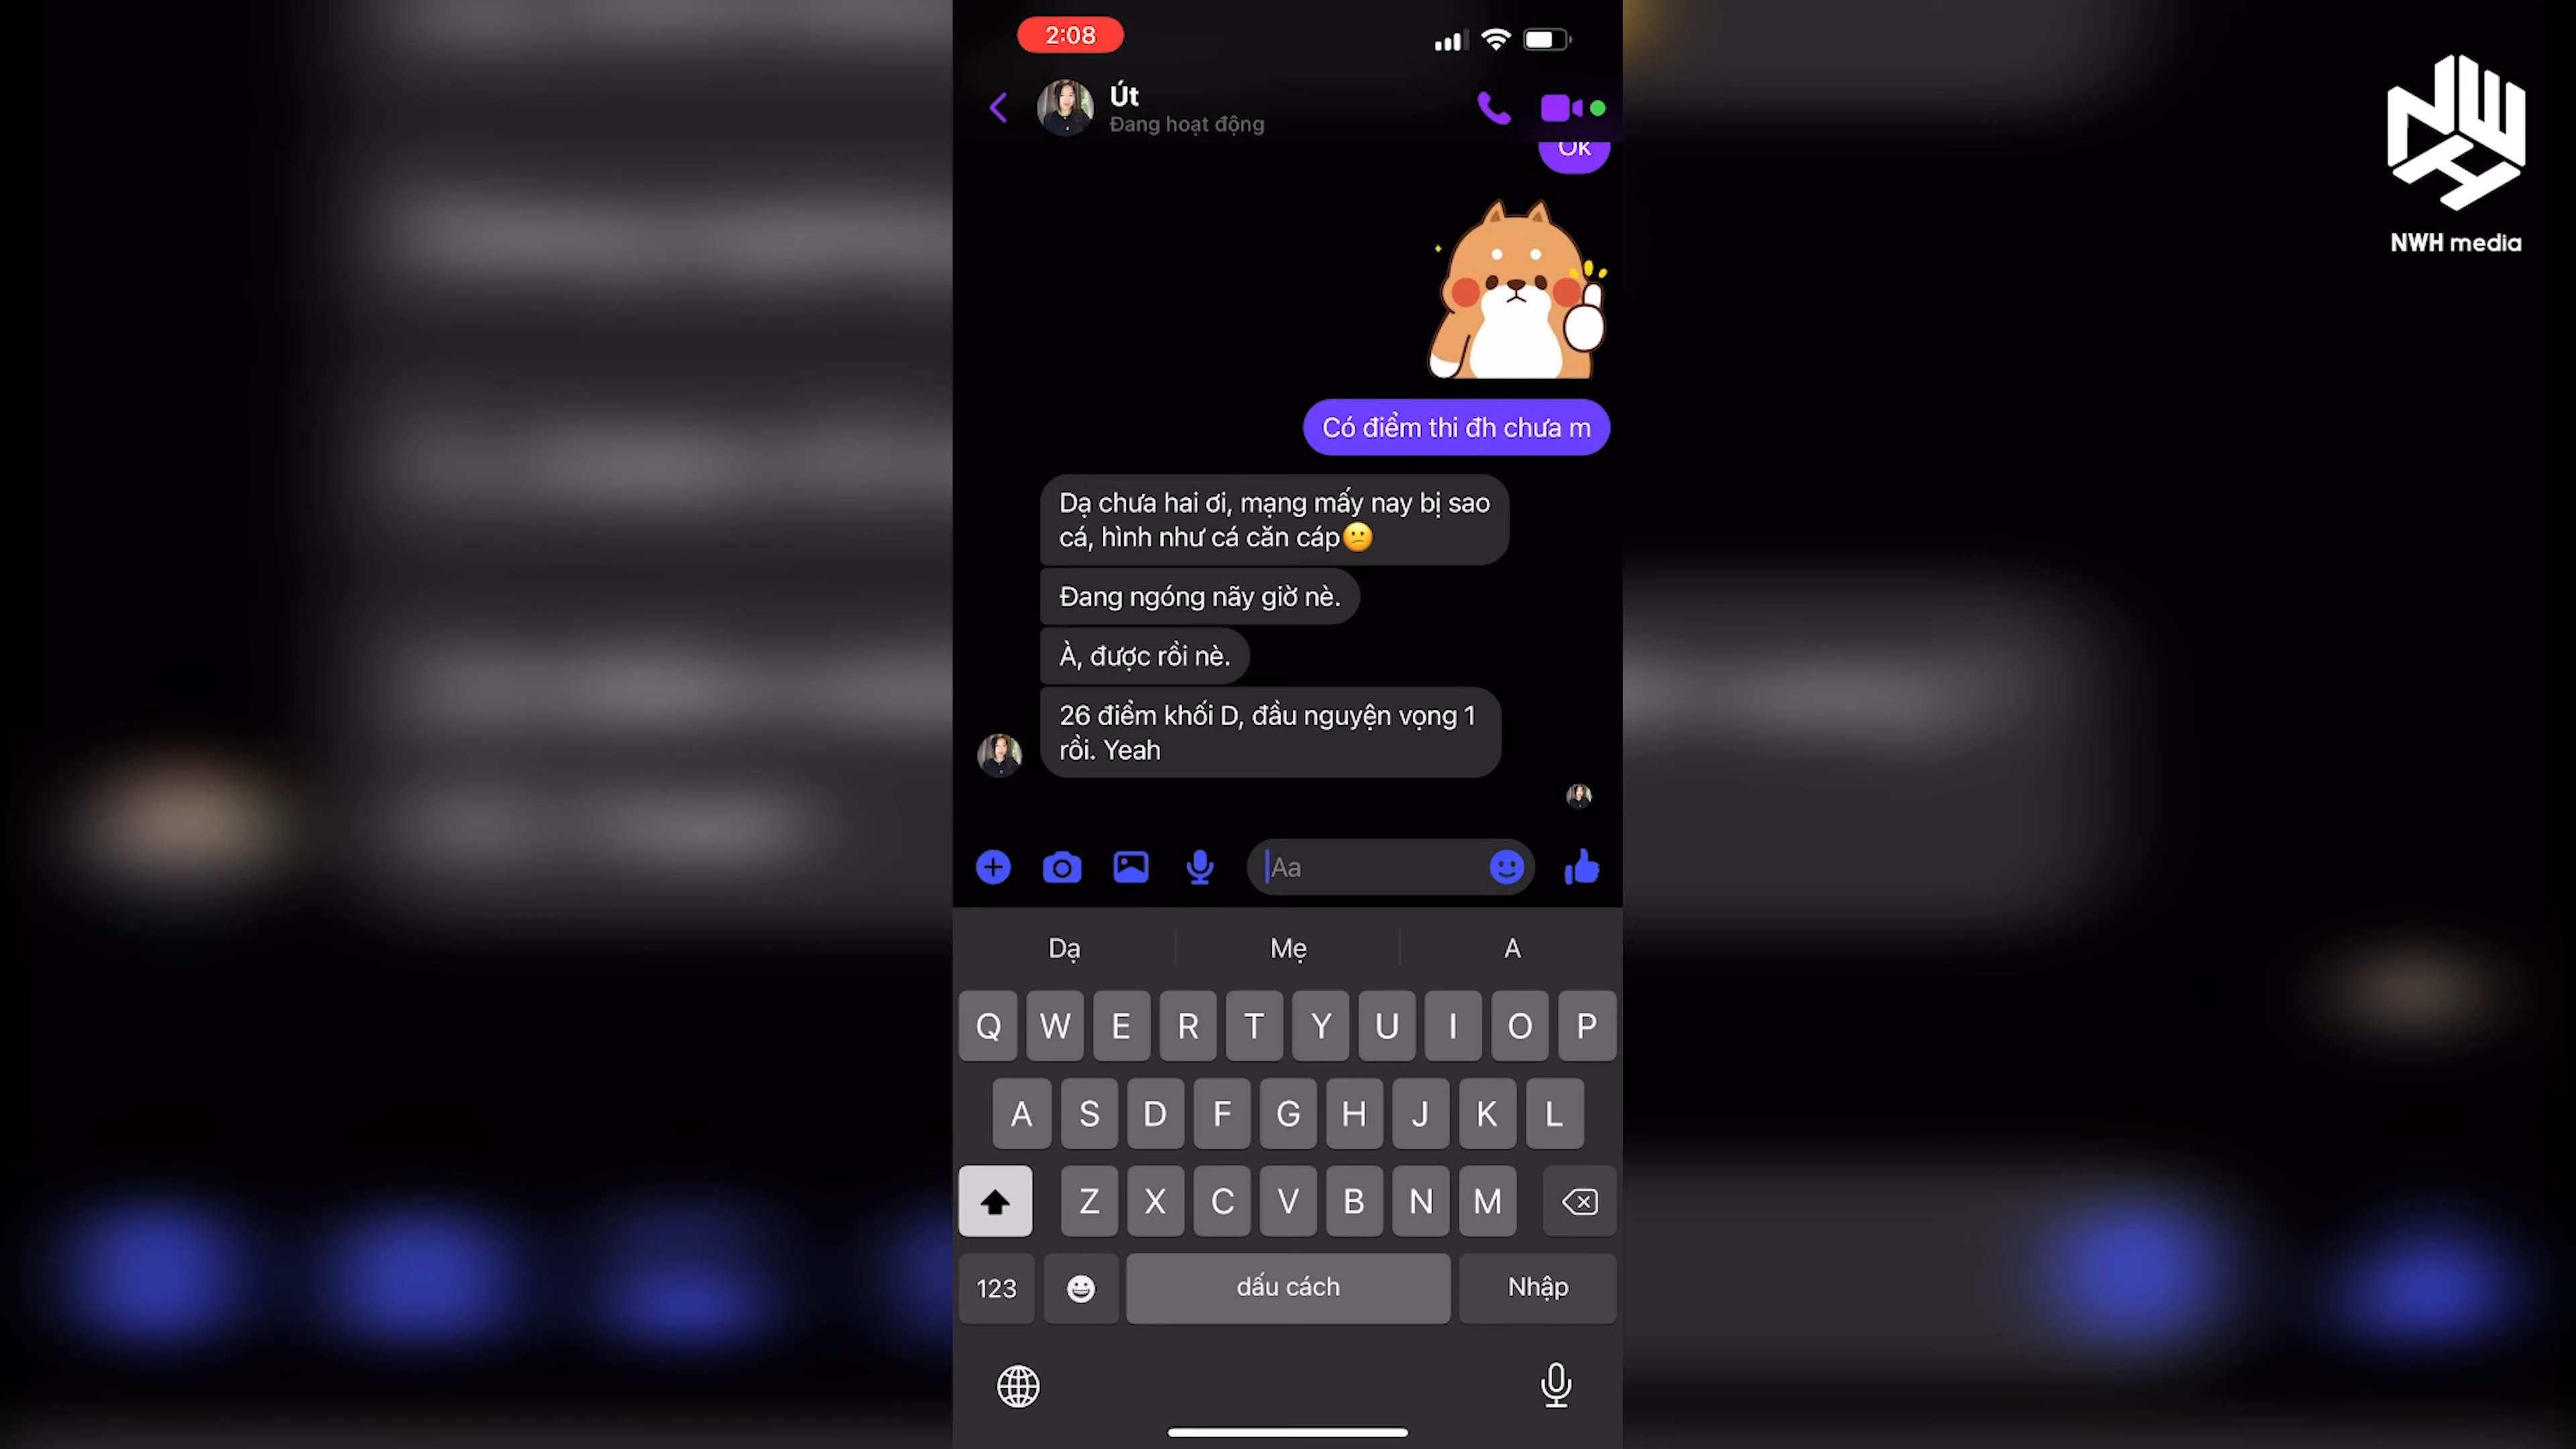 2:08
Út
Đang hoạt động
Ok
Có điểm thi đh chưa m
Dạ chưa hai ơi, mạng mấy nay bị sao
cá, hình như cá căn cáp
Đang ngóng nãy giờ nè.
À, được rồi nè.
26 điểm khối D, đầu nguyện vọng 1
rồi. Yeah
Aa
Dạ Mẹ A
Q W E R T Y U I O P
A S D F G H J K L
Z X C V B N M
123 dấu cách Nhập
NWH
NWH media